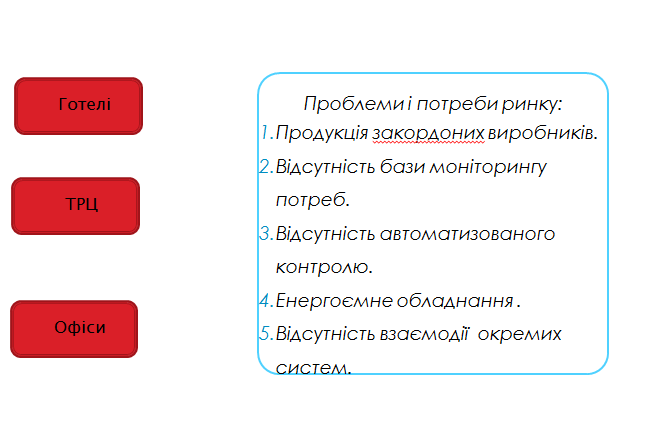 Готелі
ТРЦ
Офіси
Проблеми і потреби ринку:
1.Продукція закордоних виробників.
2.Відсутність бази моніторингу
потреб.
3.Відсутність автоматизованого
контролю.
4.Енергоємне обладнання .
5.Відсутність взаємодії окремих
систем.